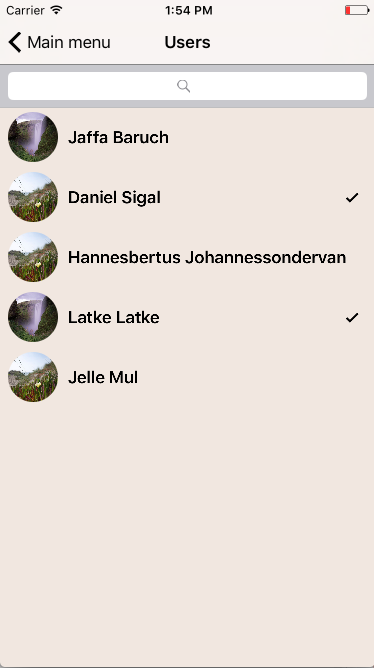 Carrier 1:54 PM
Main menu Users
Jaffa Baruch
Daniel Sigal
Hannesbertus Johannessondervan
Latke Latke
Jelle Mul